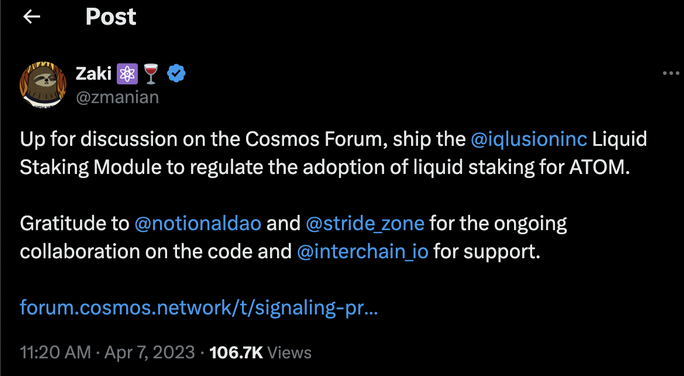 Post
Zaki ⚛️🍷
@zmanian
Up for discussion on the Cosmos Forum, ship the @iqlusioninc Liquid
Staking Module to regulate the adoption of liquid staking for ATOM.
Gratitude to @notionaldao and @stride_zone for the ongoing
collaboration on the code and @interchain_io for support.
forum.cosmos.network/t/signaling-pr...
11:20 AM · Apr 7, 2023 · 106.7K Views